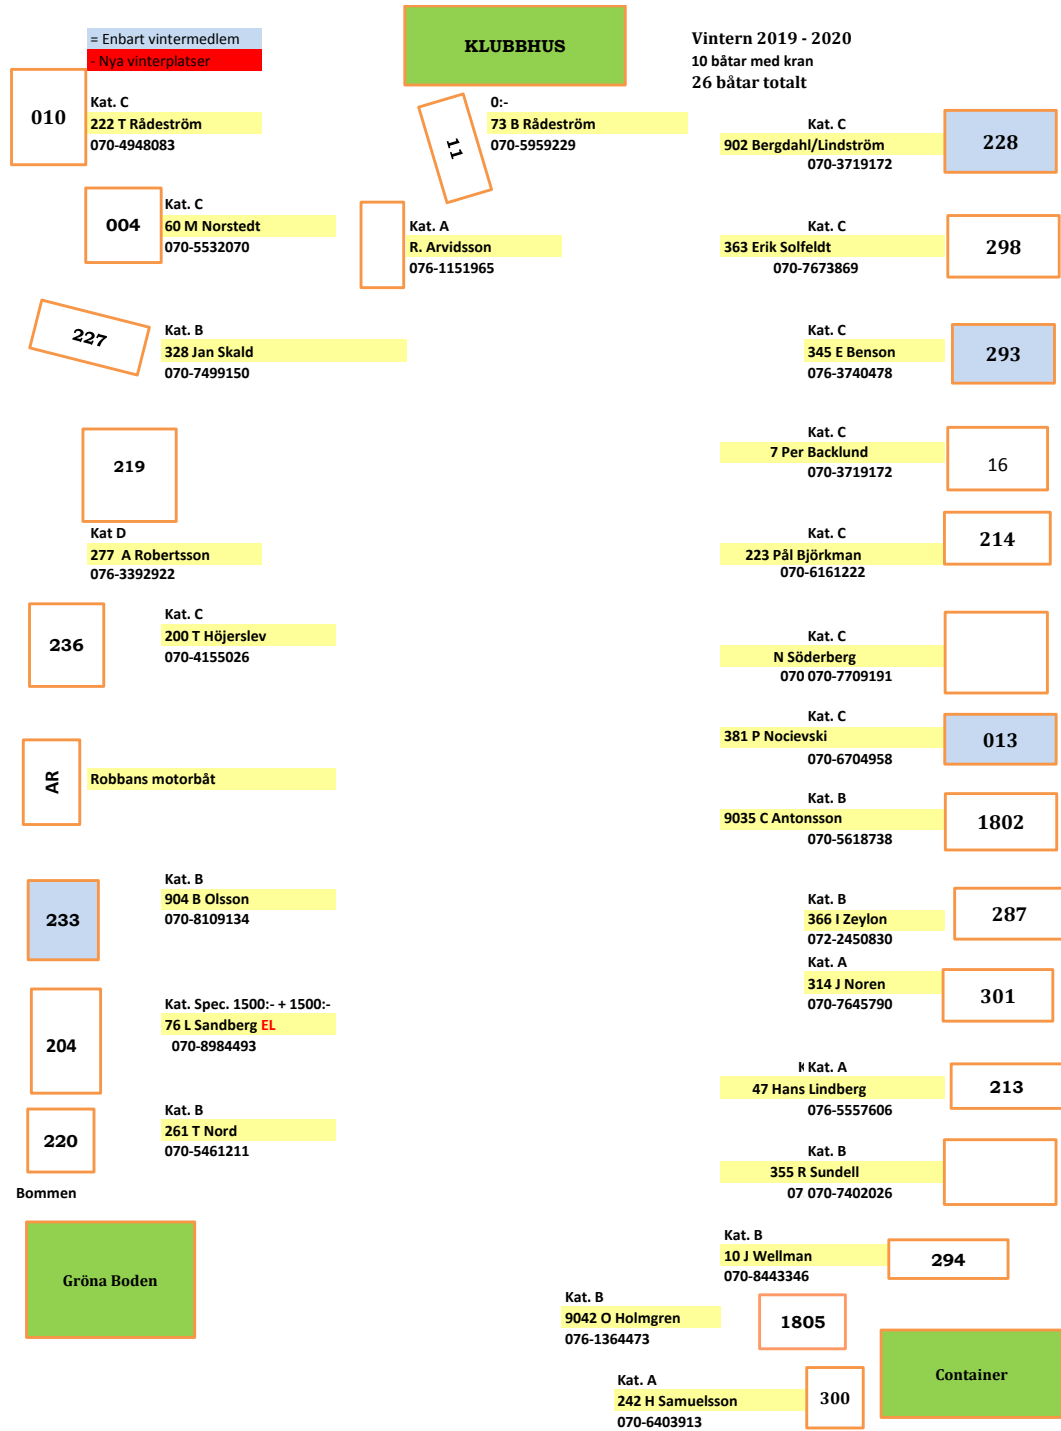 = Enbart vintermedlem
- Nya vinterplatser
KLUBBHUS
Vintern 2019 - 2020
10 båtar med kran
26 båtar totalt
010
Kat. C
222 T Rådeström
070-4948083
11
0:-
73 B Rådeström
070-5959229
Kat. C
902 Bergdahl/Lindström
070-3719172
228
004
Kat. C
60 M Norstedt
070-5532070
Kat. A
R. Arvidsson
076-1151965
Kat. C
363 Erik Solfeldt
070-7673869
298
227
Kat. B
328 Jan Skald
070-7499150
Kat. C
345 E Benson
076-3740478
293
219
Kat D
277 A Robertsson
076-3392922
Kat. C
7 Per Backlund
070-3719172
16
Kat. C
223 Pål Björkman
070-6161222
214
236
Kat. C
200 T Höjerslev
070-4155026
Kat. C
N Söderberg
070 070-7709191
Kat. C
381 P Nocievski
070-6704958
013
AR
Robbans motorbåt
Kat. B
9035 C Antonsson
070-5618738
1802
233
Kat. B
904 B Olsson
070-8109134
Kat. B
366 I Zeylon
072-2450830
287
Kat. A
314 J Noren
070-7645790
301
204
Kat. Spec. 1500:- + 1500:-
76 L Sandberg EL
070-8984493
Kat. A
47 Hans Lindberg
076-5557606
213
220
Kat. B
261 T Nord
070-5461211
Kat. B
355 R Sundell
07 070-7402026
Bommen
Gröna Boden
Kat. B
10 J Wellman
070-8443346
294
Kat. B
9042 O Holmgren
076-1364473
1805
Container
Kat. A
242 H Samuelsson
070-6403913
300